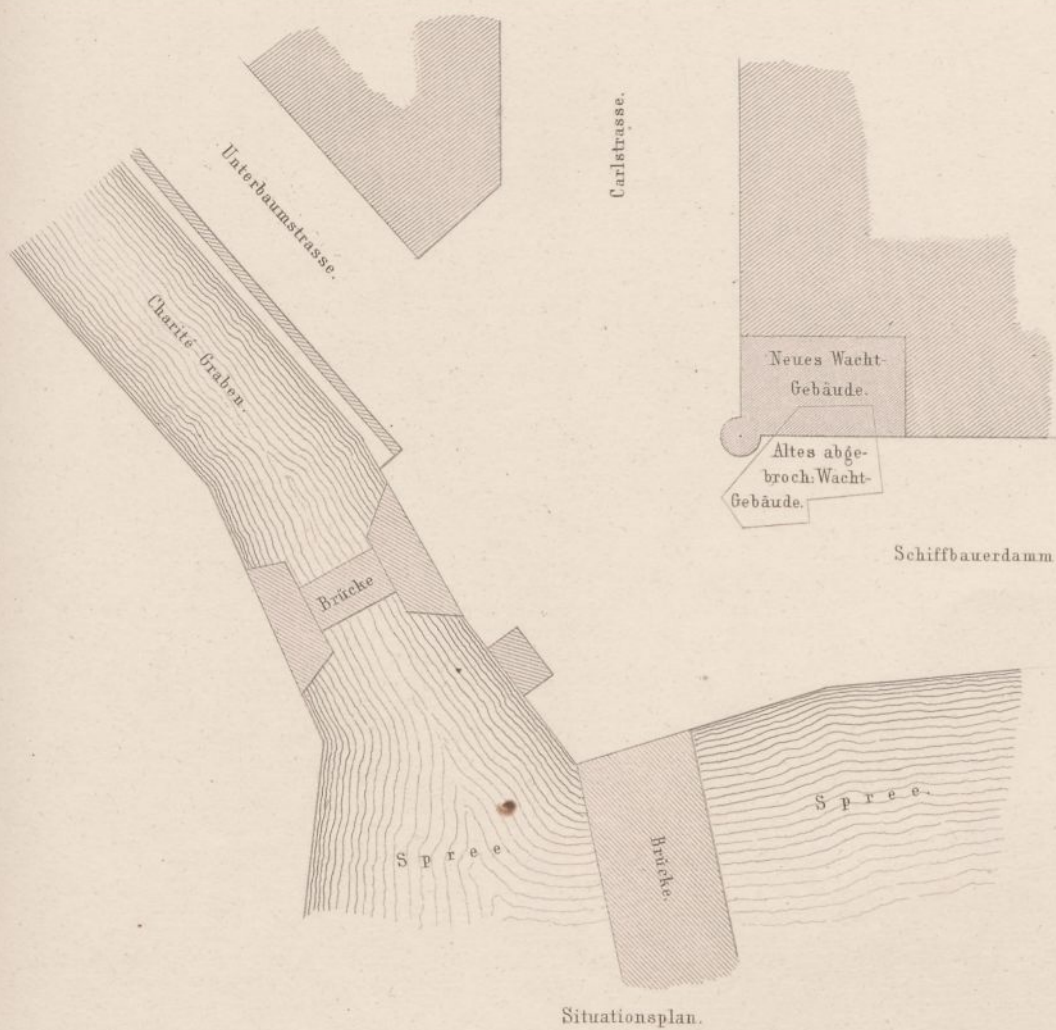 Carlstrasse.
Unterbaumstrasse.
Charité-Graben.
Neues Wacht-
Gebäude.
Altes abge-
broch: Wacht-
Gebäude.
Schiffbauerdamm
Brücke
Spree.
Spree
Brücke.
Situationsplan.